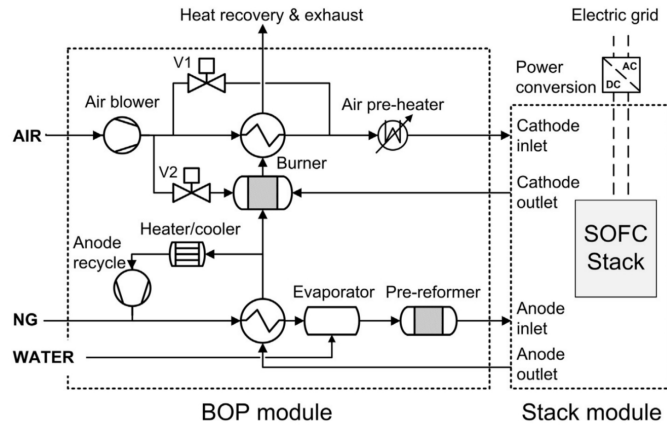 Heat recovery & exhaust
Electric grid
V1
Power
conversion
AC
DC
Air blower
Air pre-heater
AIR
Cathode
inlet
Burner
V2
Cathode
outlet
Heater/cooler
Anode
recycle
SOFC
Stack
Evaporator
Pre-reformer
Anode
inlet
NG
WATER
Anode
outlet
BOP module
Stack module